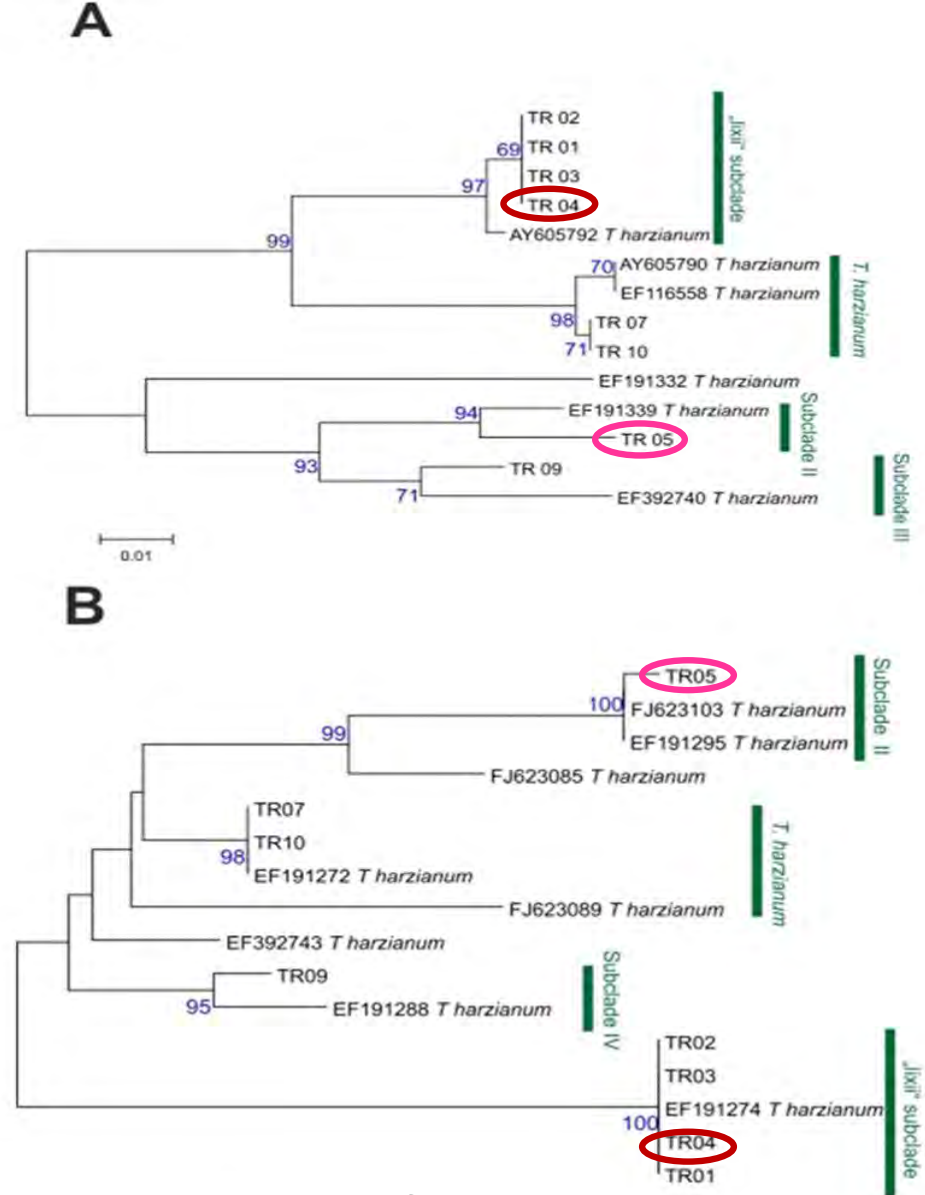 A
TR 02
TR 01
69
TR 03
97
TR 04
AY605792 T harzianum
„lixii“ subclade
99
70
AY605790 T harzianum
EF116558 T harzianum
98
TR 07
71
TR 10
T. harzianum
EF191332 T harzianum
94
EF191339 T harzianum
TR 05
Subclade II
93
TR 09
71
EF392740 T harzianum
Subclade III
0.01
B
TR05
100
FJ623103 T harzianum
EF191295 T harzianum
Subclade II
99
FJ623085 T harzianum
TR07
TR10
98
EF191272 T harzianum
FJ623089 T harzianum
T. harzianum
EF392743 T harzianum
TR09
95
EF191288 T harzianum
Subclade IV
TR02
TR03
EF191274 T harzianum
100
TR04
TR01
„lixii“ subclade